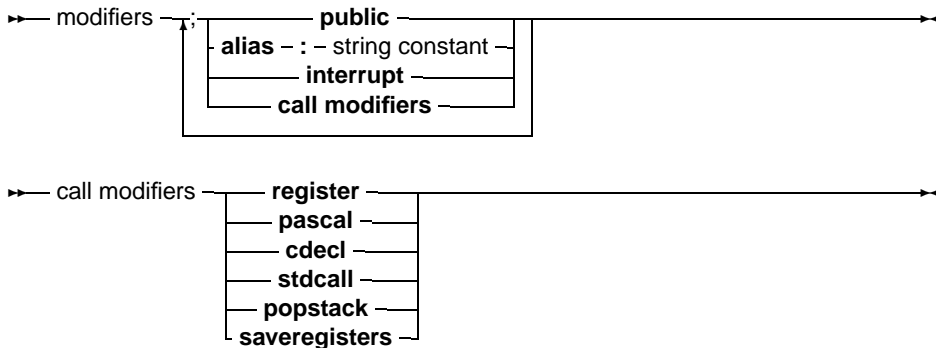 modifiers ; public
alias : string constant
interrupt
call modifiers
call modifiers register
pascal
cdecl
stdcall
popstack
saveregisters